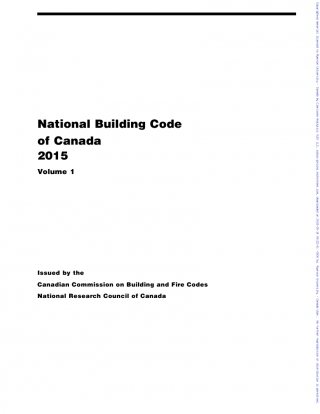 National Building Code
of Canada
2015
Volume 1
Issued by the
Canadian Commission on Building and Fire Codes
National Research Council of Canada